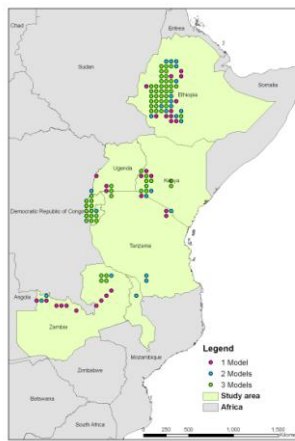 Chad
Eritrea
Sudan
Ethiopia
Somalia
Uganda
Kenya
Democratic Republic of Congo
Tanzania
Angola
Zambia
Mozambique
Zimbabwe
Botswana
South Africa
Legend
1 Model
2 Models
3 Models
Study area
Africa
0 250 500 1,000 1,500